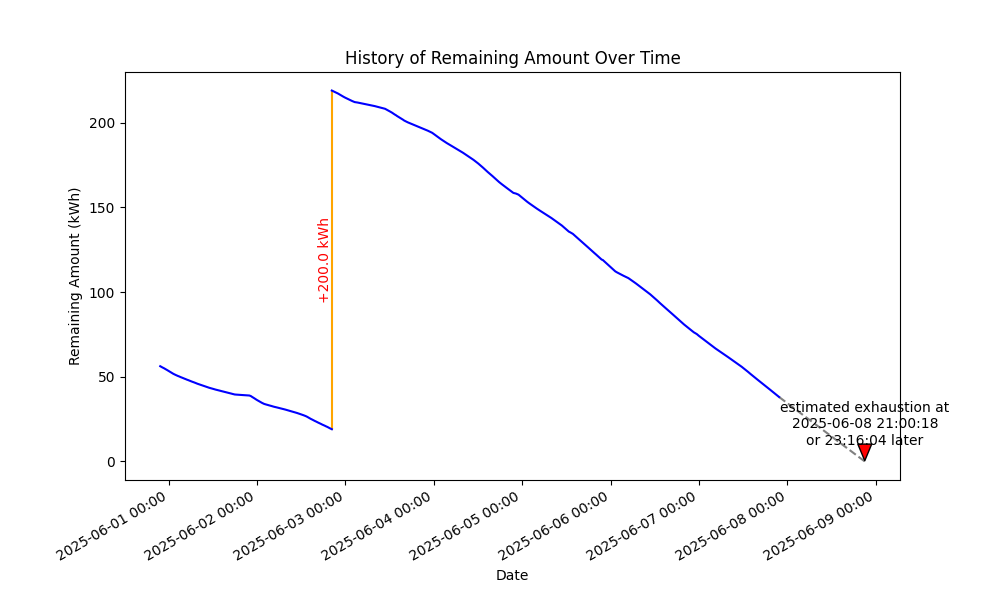 History of Remaining Amount Over Time
Remaining Amount (kWh)
200
150
100
50
0
+200.0 kWh
estimated exhaustion at
2025-06-08 21:00:18
or 23:16:04 later
2025-06-01 00:00
2025-06-02 00:00
2025-06-03 00:00
2025-06-04 00:00
2025-06-05 00:00
2025-06-06 00:00
2025-06-07 00:00
2025-06-08 00:00
2025-06-09 00:00
Date